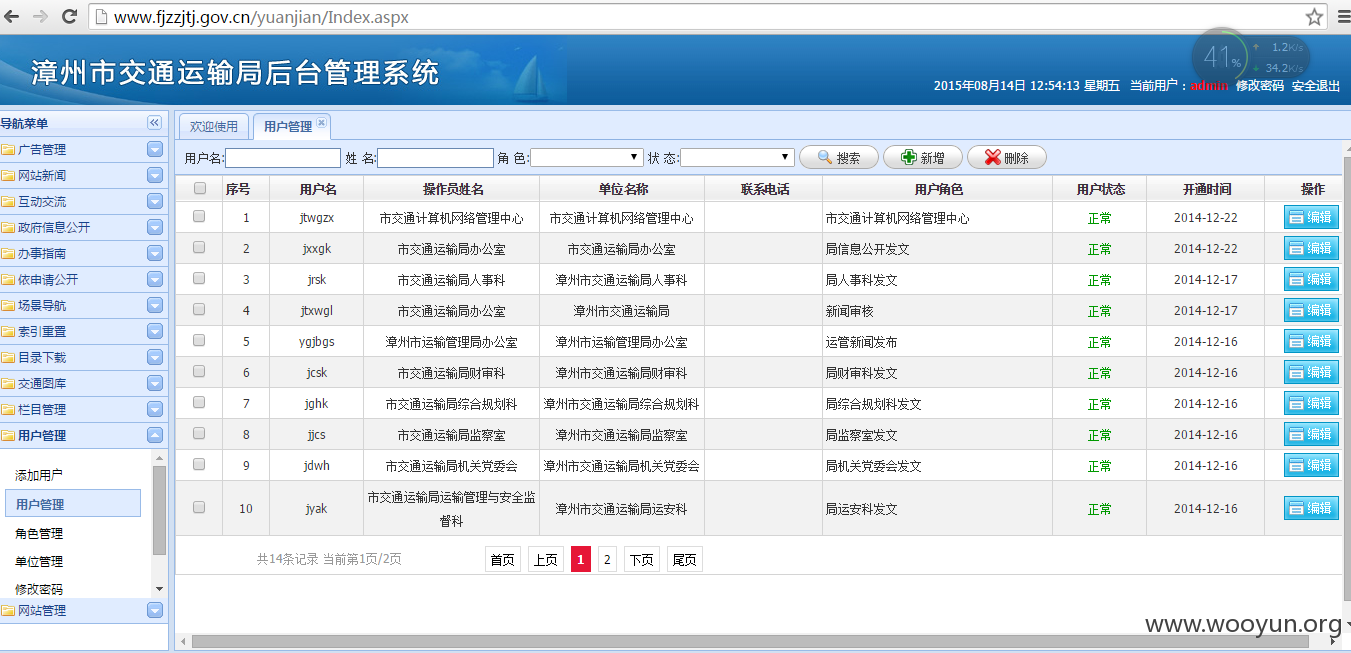 www.fjzzjtj.gov.cn/yuanjian/Index.aspx
漳州市交通运输局后台管理系统
41% 1.2K/s
34.2K/s
2015年08月14日 12:54:13 星期五 当前用户：admin 修改密码 安全退出
导航菜单
广告管理
网站新闻
互动交流
政府信息公开
办事指南
依申请公开
场景导航
索引重置
目录下载
交通图库
栏目管理
用户管理
添加用户
用户管理
角色管理
单位管理
修改密码
网站管理
欢迎使用 用户管理
用户名: 姓 名: 角 色: 状 态: 搜索 新增 删除
序号 用户名 操作员姓名 单位名称 联系电话 用户角色 用户状态 开通时间 操作
1 jtwgzx 市交通计算机网络管理中心 市交通计算机网络管理中心 市交通计算机网络管理中心 正常 2014-12-22 编辑
2 jxxgk 市交通运输局办公室 市交通运输局办公室 局信息公开发文 正常 2014-12-22 编辑
3 jrsk 市交通运输局人事科 漳州市交通运输局人事科 局人事科发文 正常 2014-12-17 编辑
4 jtxwgl 市交通运输局办公室 漳州市交通运输局 新闻审核 正常 2014-12-17 编辑
5 ygjbgs 漳州市运输管理局办公室 漳州市运输管理局办公室 运管新闻发布 正常 2014-12-16 编辑
6 jcsk 市交通运输局财审科 漳州市交通运输局财审科 局财审科发文 正常 2014-12-16 编辑
7 jghk 市交通运输局综合规划科 漳州市交通运输局综合规划科 局综合规划科发文 正常 2014-12-16 编辑
8 jjcs 市交通运输局监察室 漳州市交通运输局监察室 局监察室发文 正常 2014-12-16 编辑
9 jdwh 市交通运输局机关党委会 漳州市交通运输局机关党委会 局机关党委会发文 正常 2014-12-16 编辑
10 jyak 市交通运输局运输管理与安全监督科 漳州市交通运输局运安科 局运安科发文 正常 2014-12-16 编辑
共14条记录 当前第1页/2页 首页 上页 1 2 下页 尾页
www.wooyun.org